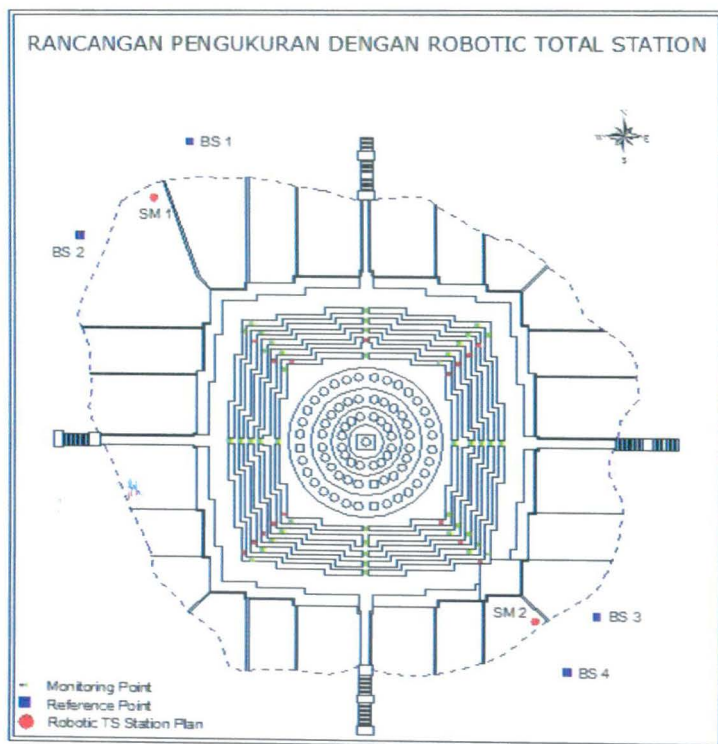 RANCANGAN PENGUKURAN DENGAN ROBOTIC TOTAL STATION
BS 1
N
W E
S
SM 1
BS 2
SM 2
BS 3
BS 4
Monitoring Point
Reference Point
Robotic TS Station Plan